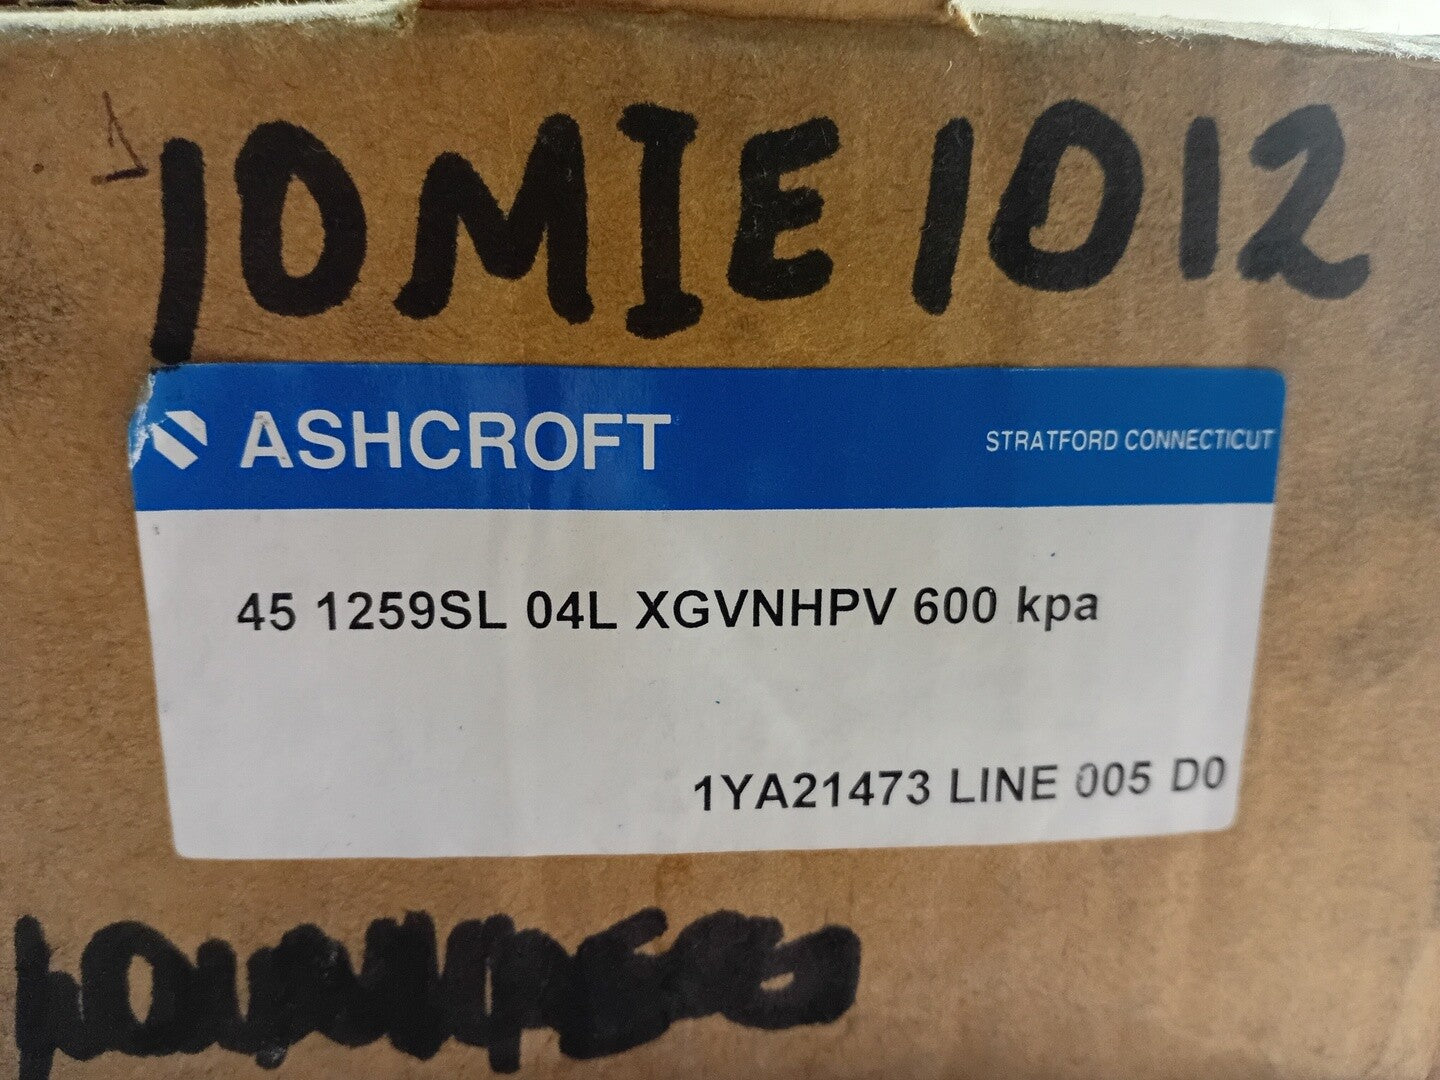 10MIE1012
ASHCROFT
STRATFORD CONNECTICUT
45 1259SL 04L XGVNHPV 600 kpa
1YA21473 LINE 005 D0